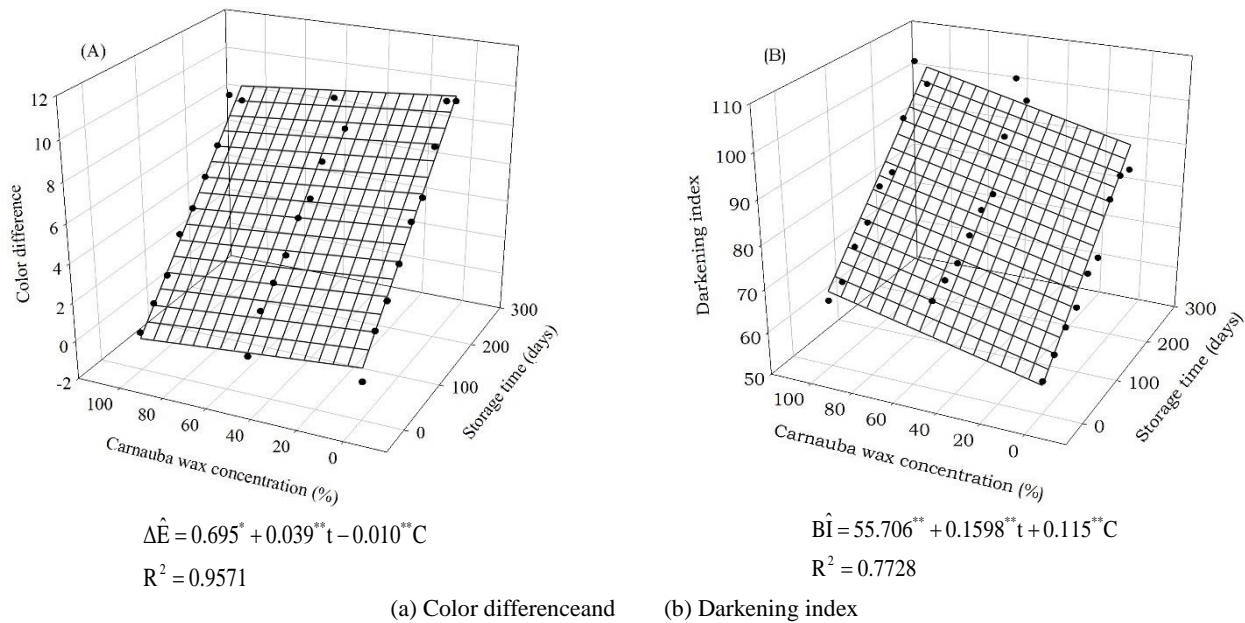 (A)
12
10
8
6
4
2
0
-2
Color difference
100
80
60
40
20
0
Carnauba wax concentration (%)
0
100
200
300
Storage time (days)
ΔÊ = 0.695* + 0.039**t − 0.010**C
R² = 0.9571
(B)
110
100
90
80
70
60
50
Darkening index
100
80
60
40
20
0
Carnauba wax concentration (%)
0
100
200
300
Storage time (days)
BÎ = 55.706** + 0.1598**t + 0.115**C
R² = 0.7728
(a) Color differenceand (b) Darkening index